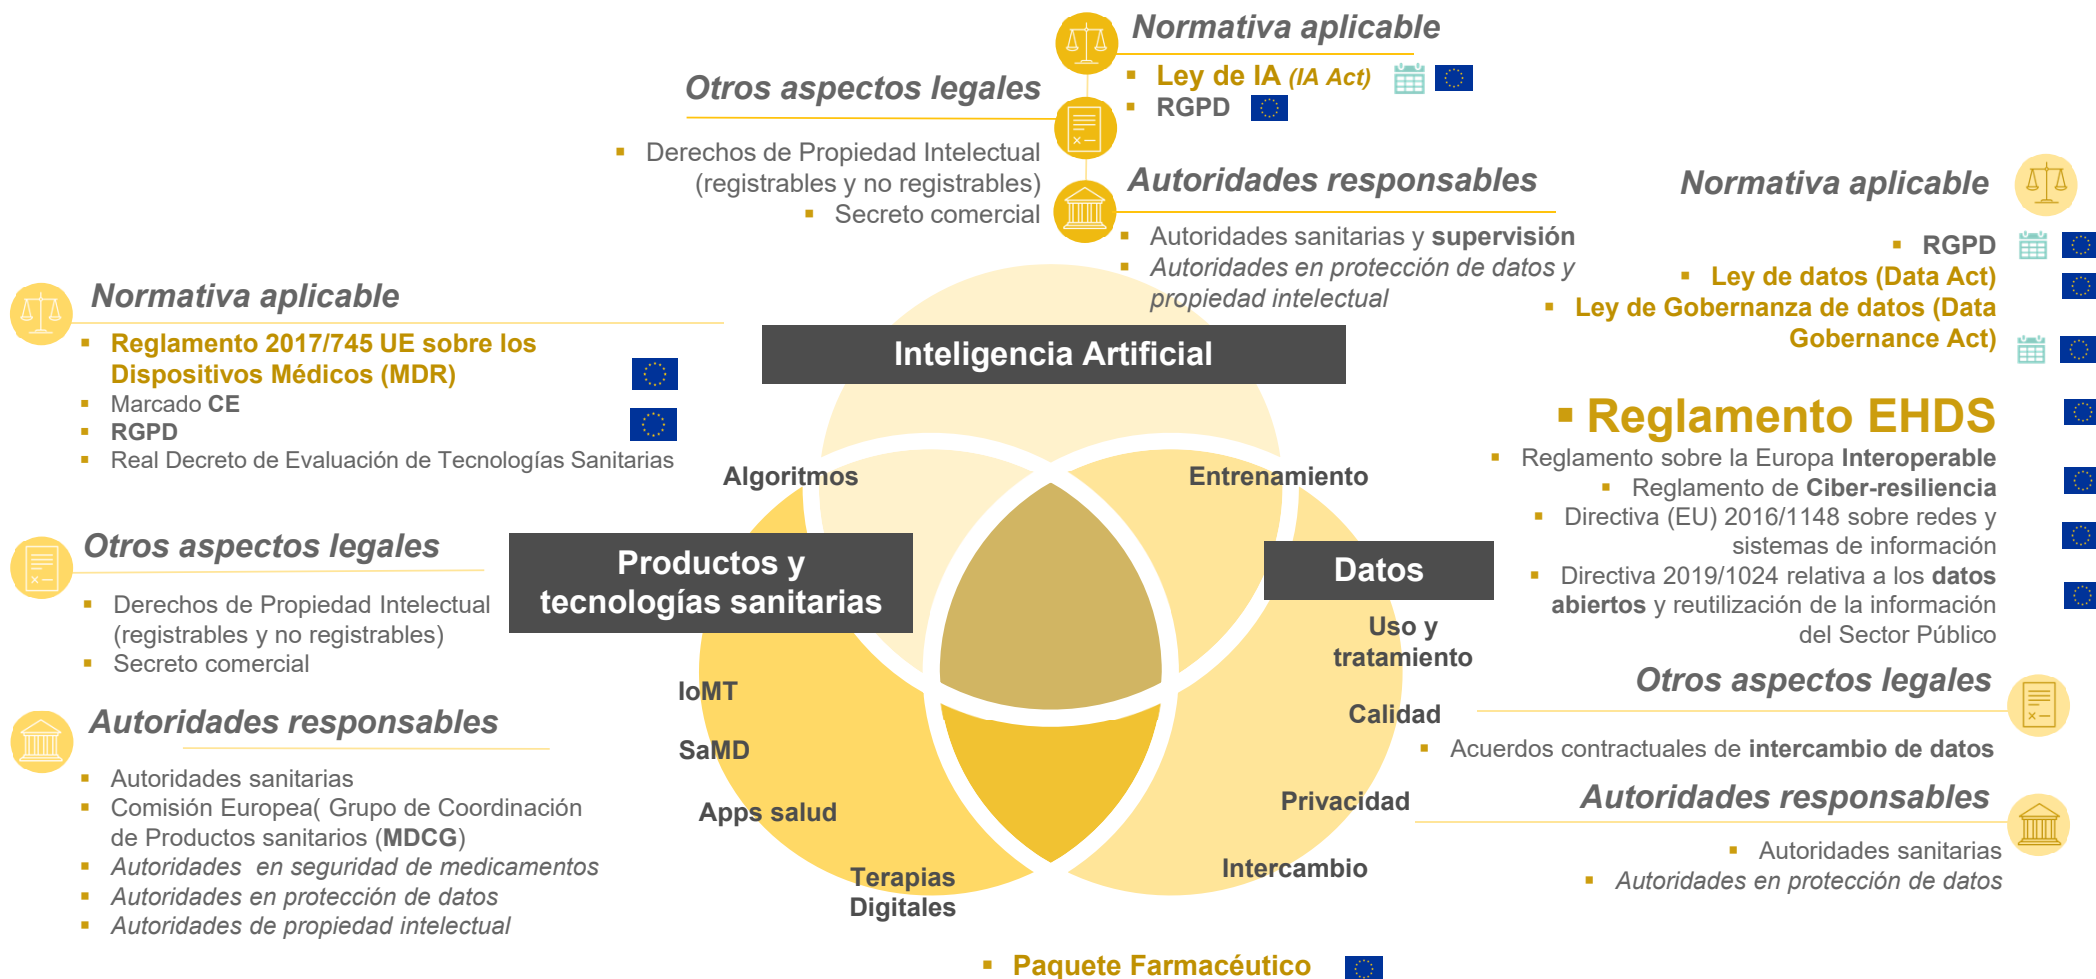 Normativa aplicable
▪ Ley de IA (IA Act)
▪ RGPD
Otros aspectos legales
▪ Derechos de Propiedad Intelectual
(registrables y no registrables)
▪ Secreto comercial
Autoridades responsables
▪ Autoridades sanitarias y supervisión
▪ Autoridades en protección de datos y
propiedad intelectual
Normativa aplicable
▪ RGPD
▪ Ley de datos (Data Act)
▪ Ley de Gobernanza de datos (Data
Gobernance Act)
▪ Reglamento EHDS
▪ Reglamento sobre la Europa Interoperable
▪ Reglamento de Ciber-resiliencia
▪ Directiva (EU) 2016/1148 sobre redes y
sistemas de información
▪ Directiva 2019/1024 relativa a los datos
abiertos y reutilización de la información
del Sector Público
Otros aspectos legales
▪ Acuerdos contractuales de intercambio de datos
Autoridades responsables
▪ Autoridades sanitarias
▪ Autoridades en protección de datos
Normativa aplicable
▪ Reglamento 2017/745 UE sobre los
Dispositivos Médicos (MDR)
▪ Marcado CE
▪ RGPD
▪ Real Decreto de Evaluación de Tecnologías Sanitarias
Otros aspectos legales
▪ Derechos de Propiedad Intelectual
(registrables y no registrables)
▪ Secreto comercial
Autoridades responsables
▪ Autoridades sanitarias
▪ Comisión Europea( Grupo de Coordinación
de Productos sanitarios (MDCG)
▪ Autoridades en seguridad de medicamentos
▪ Autoridades en protección de datos
▪ Autoridades de propiedad intelectual
Inteligencia Artificial
Algoritmos
Entrenamiento
Productos y
tecnologías sanitarias
Datos
Uso y
tratamiento
IoMT
Calidad
SaMD
Privacidad
Apps salud
Intercambio
Terapias
Digitales
▪ Paquete Farmacéutico